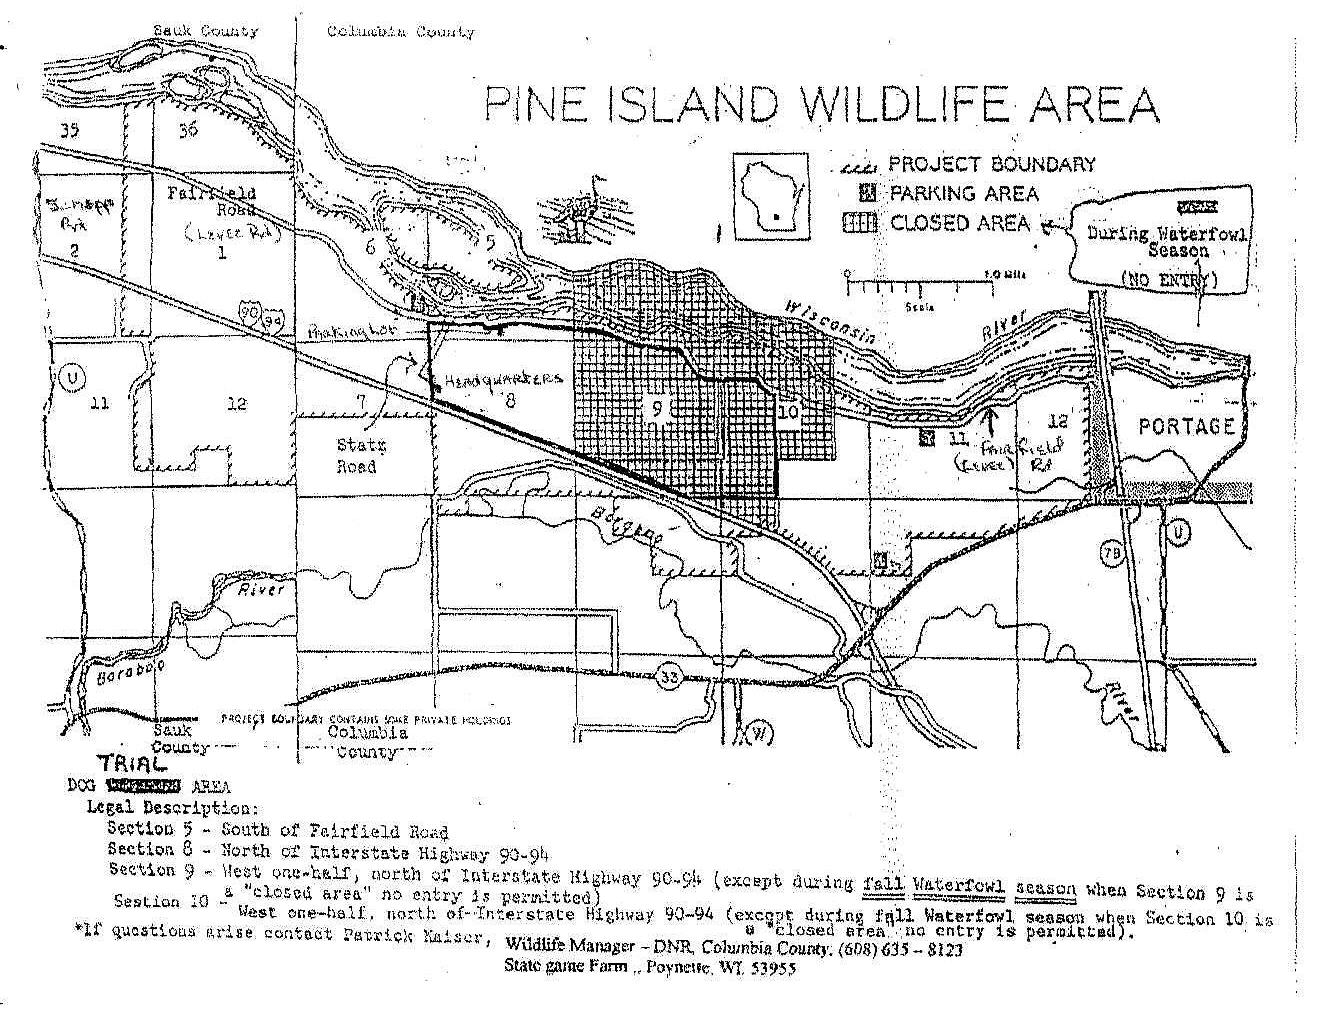 Sauk County
Columbia County
PINE ISLAND WILDLIFE AREA
PROJECT BOUNDARY
PARKING AREA
CLOSED AREA
During Waterfowl
Season
(NO ENTRY)
0
1.0 Mile
Scale
35
36
Rd
2
Fairfield
Road
(Levee Rd)
1
6
5
90
94
Parking Lot
Wisconsin
River
U
11
12
7
HEADQUARTERS
8
9
10
State
Road
11
12
Fairfield
(Levee) Rd
PORTAGE
Baraboo
78
U
River
Baraboo
33
River
W
PROJECT BOUNDARY CONTAINS SOME PRIVATE HOLDINGS
Sauk
County
Columbia
County
TRIAL
DOG AREA
Legal Description:
Section 5 - South of Fairfield Road
Section 8 - North of Interstate Highway 90-94
Section 9 - West one-half, north of Interstate Highway 90-94 (except during fall Waterfowl season when Section 9 is
a "closed area" no entry is permitted)
Section 10 - West one-half, north of Interstate Highway 90-94 (except during fall Waterfowl season when Section 10 is
a "closed area" no entry is permitted).
*If questions arise contact Patrick Kaiser, Wildlife Manager - DNR, Columbia County. (608) 635-8123
State game Farm ., Poynette, WI. 53955